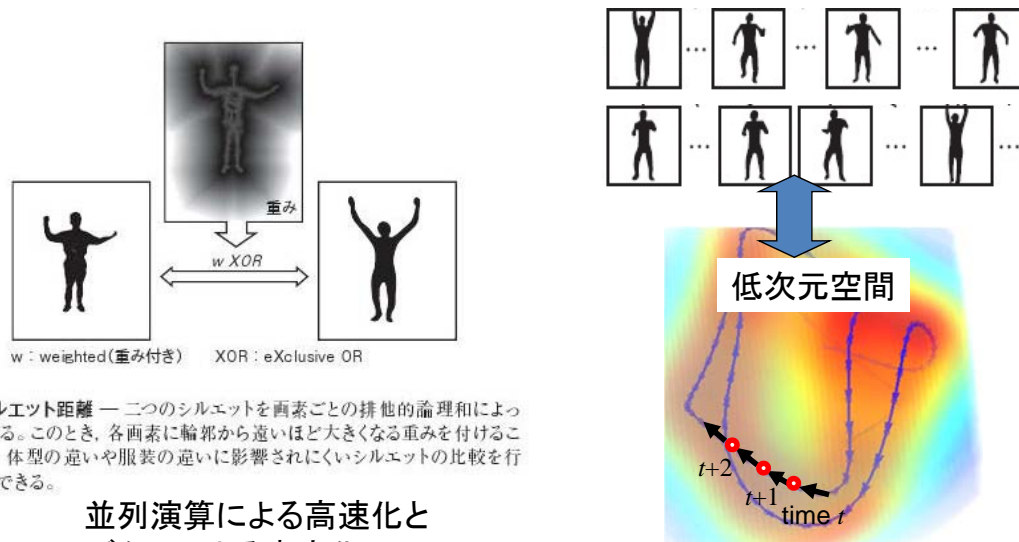 重み
w XOR
w：weighted(重み付き)　XOR：eXclusive OR
ルエット距離 — 二つのシルエットを画素ごとの排他的論理和によっ
る。このとき，各画素に輪郭から遠いほど大きくなる重みを付けるこ
体型の違いや服装の違いに影響されにくいシルエットの比較を行
できる。
並列演算による高速化と
… … …
… … …
低次元空間
t+2
t+1
time t